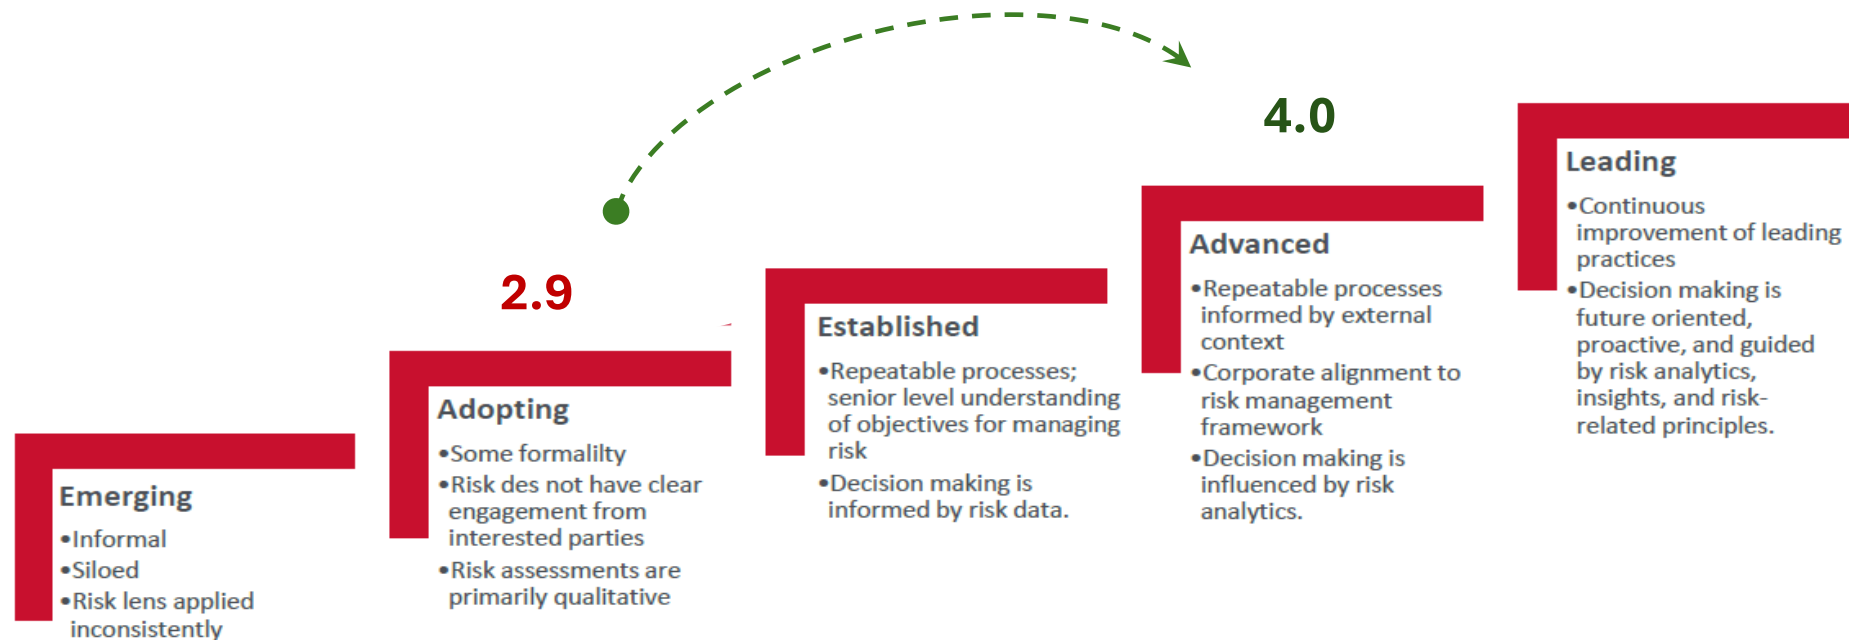 4.0
2.9
Emerging
•Informal
•Siloed
•Risk lens applied
inconsistently
Adopting
•Some formalilty
•Risk des not have clear
engagement from
interested parties
•Risk assessments are
primarily qualitative
Established
•Repeatable processes;
senior level understanding
of objectives for managing
risk
•Decision making is
informed by risk data.
Advanced
•Repeatable processes
informed by external
context
•Corporate alignment to
risk management
framework
•Decision making is
influenced by risk
analytics.
Leading
•Continuous
improvement of leading
practices
•Decision making is
future oriented,
proactive, and guided
by risk analytics,
insights, and risk-
related principles.